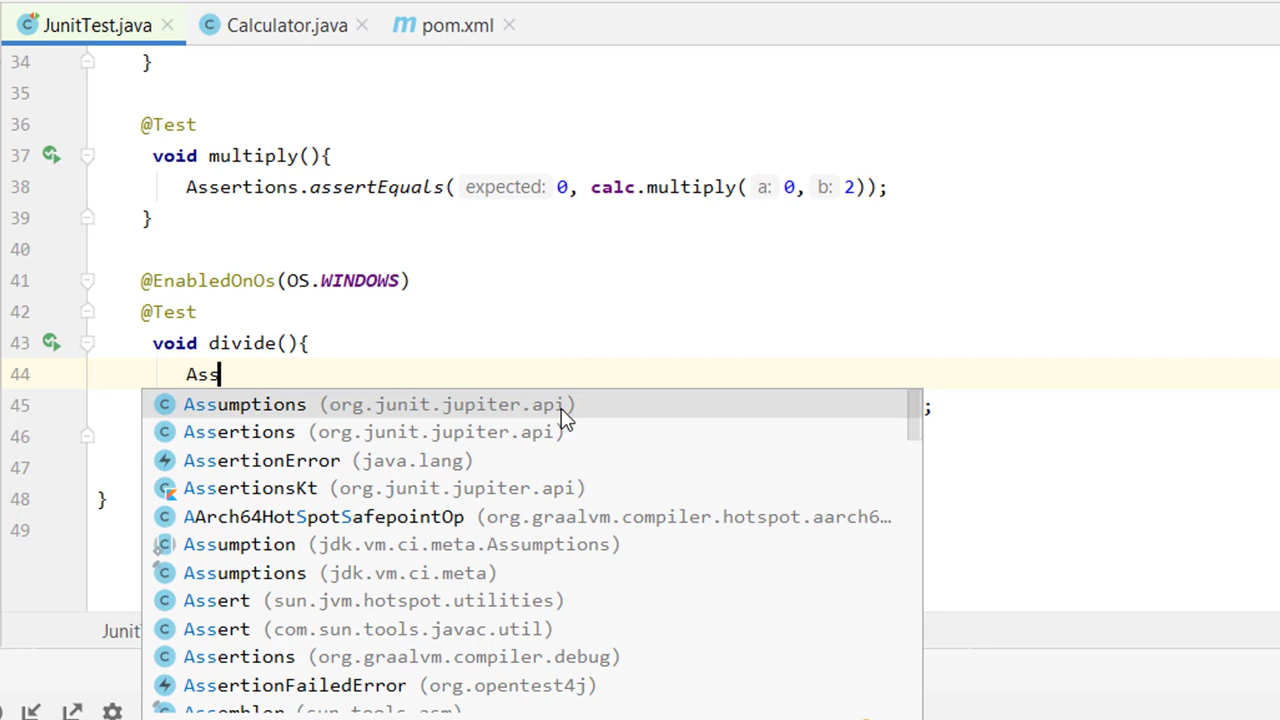 JunitTest.java Calculator.java pom.xml
34 }
35
36 @Test
37 void multiply(){
38 Assertions.assertEquals( expected: 0, calc.multiply( a: 0, b: 2));
39 }
40
41 @EnabledOnOs(OS.WINDOWS)
42 @Test
43 void divide(){
44 Ass
45 ;
46
47
48 }
49
Assumptions (org.junit.jupiter.api)
Assertions (org.junit.jupiter.api)
AssertionError (java.lang)
AssertionsKt (org.junit.jupiter.api)
AArch64HotSpotSafepointOp (org.graalvm.compiler.hotspot.aarch6…
Assumption (jdk.vm.ci.meta.Assumptions)
Assumptions (jdk.vm.ci.meta)
Assert (sun.jvm.hotspot.utilities)
Assert (com.sun.tools.javac.util)
Assertions (org.graalvm.compiler.debug)
AssertionFailedError (org.opentest4j)
Assembler (sun.tools.asm)
Junit